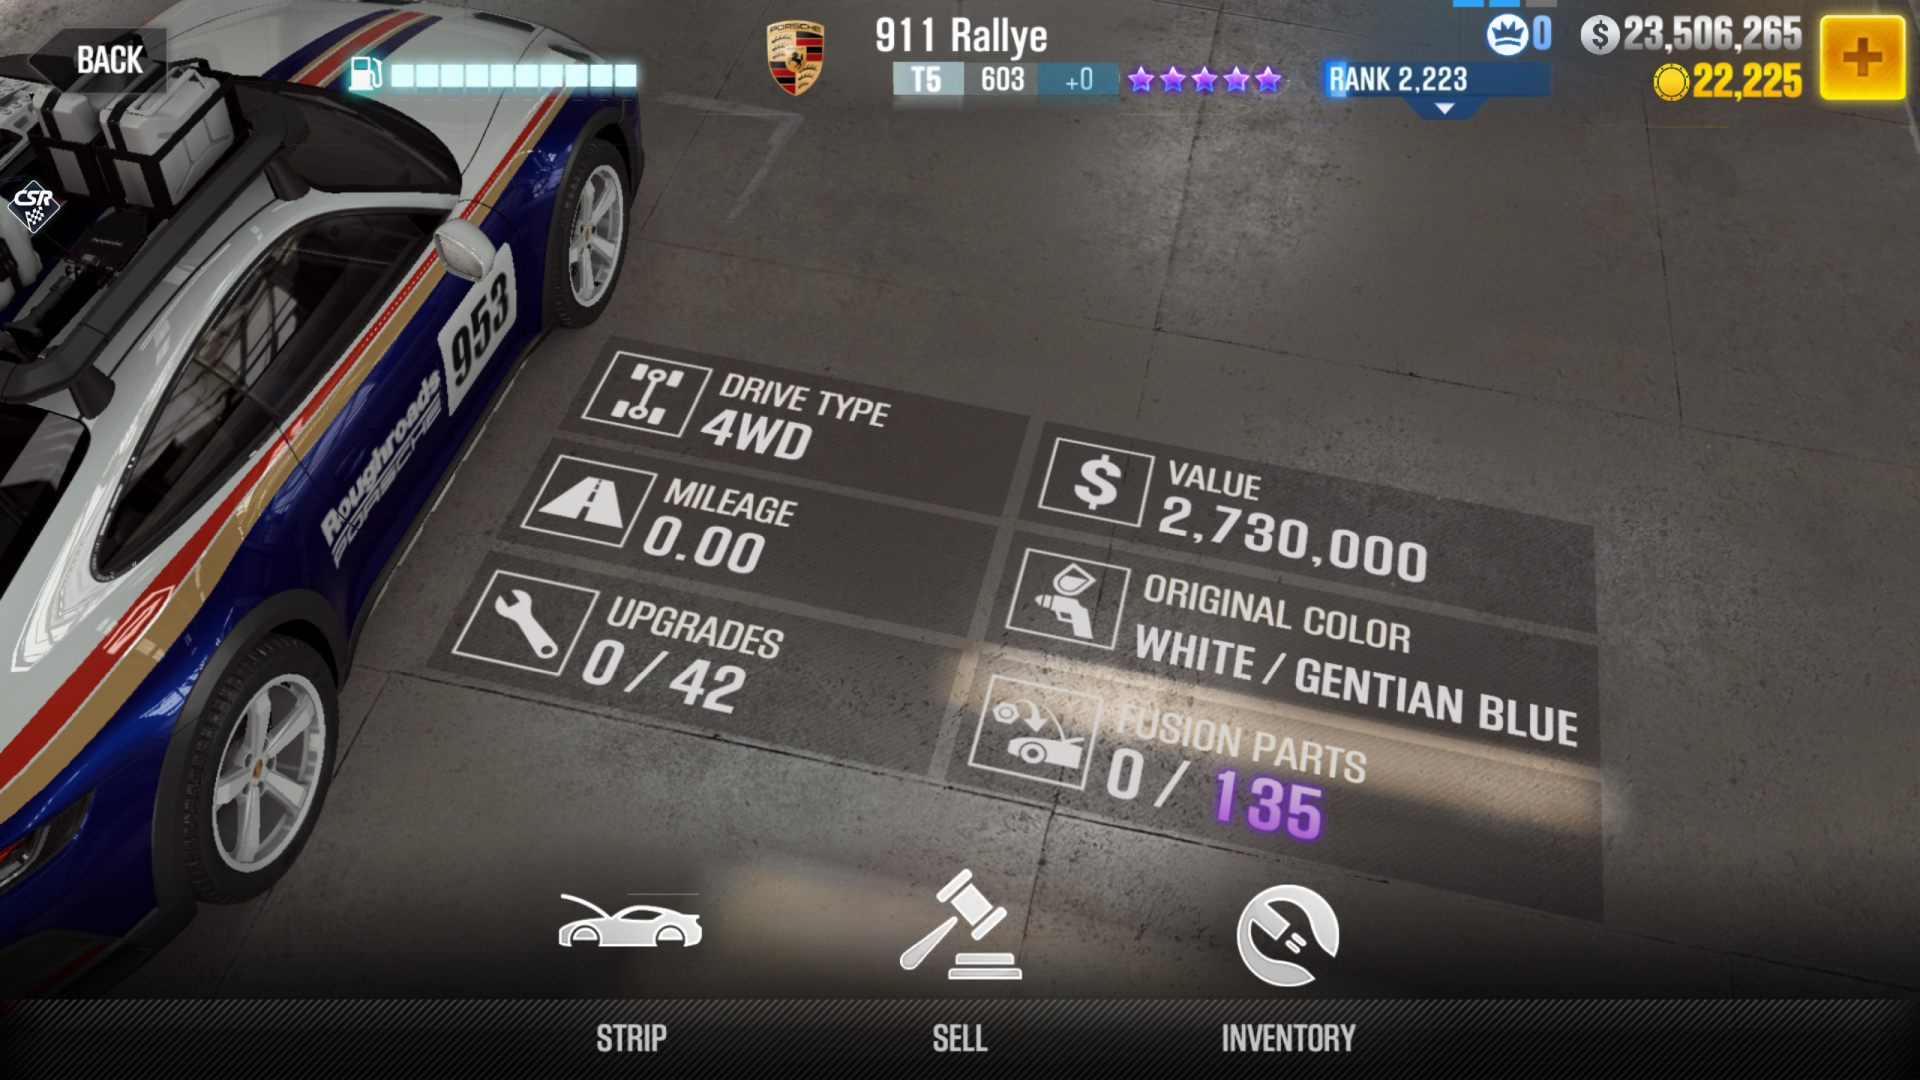 BACK
PORSCHE
911 Rallye
T5 603 +0
RANK 2,223
0
23,506,265
22,225
CSR
953
Roughroads
PORSCHE
DRIVE TYPE
4WD
MILEAGE
0.00
UPGRADES
0 / 42
VALUE
2,730,000
ORIGINAL COLOR
WHITE / GENTIAN BLUE
FUSION PARTS
0 / 135
STRIP
SELL
INVENTORY